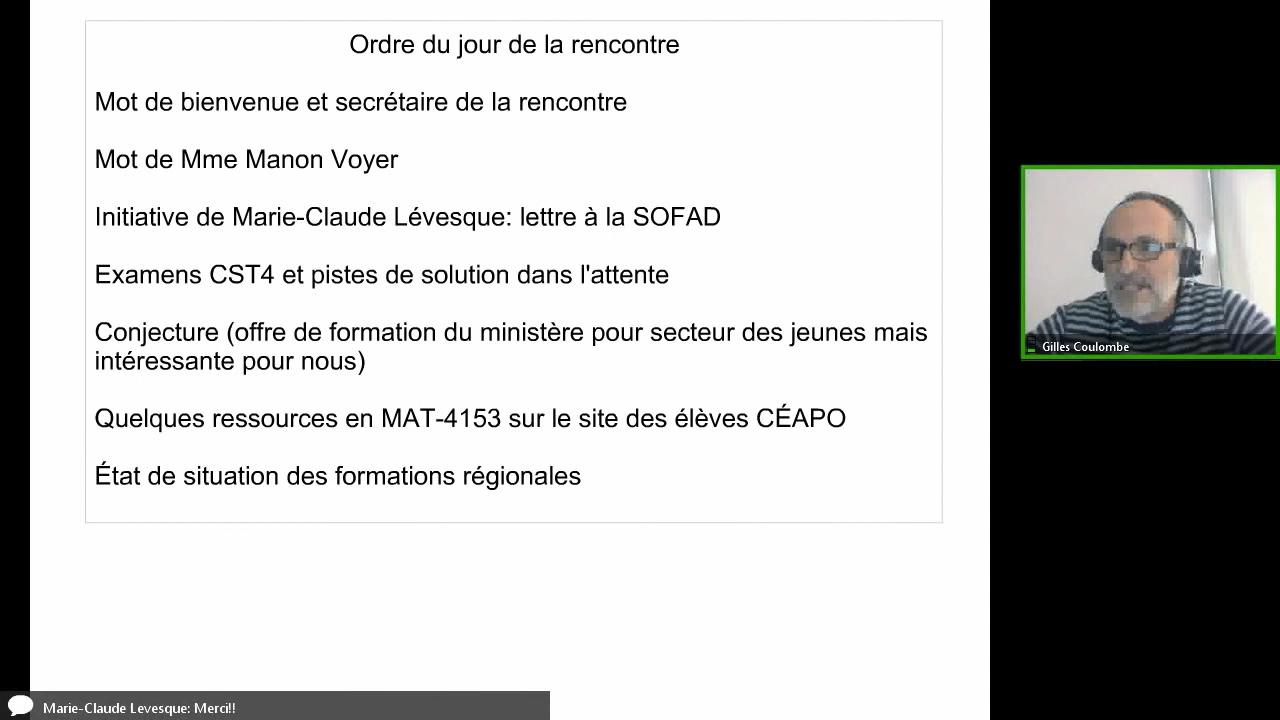 Ordre du jour de la rencontre
Mot de bienvenue et secrétaire de la rencontre
Mot de Mme Manon Voyer
Initiative de Marie-Claude Lévesque: lettre à la SOFAD
Examens CST4 et pistes de solution dans l'attente
Conjecture (offre de formation du ministère pour secteur des jeunes mais
intéressante pour nous)
Quelques ressources en MAT-4153 sur le site des élèves CÉAPO
État de situation des formations régionales
Gilles Coulombe
Marie-Claude Levesque: Merci!!